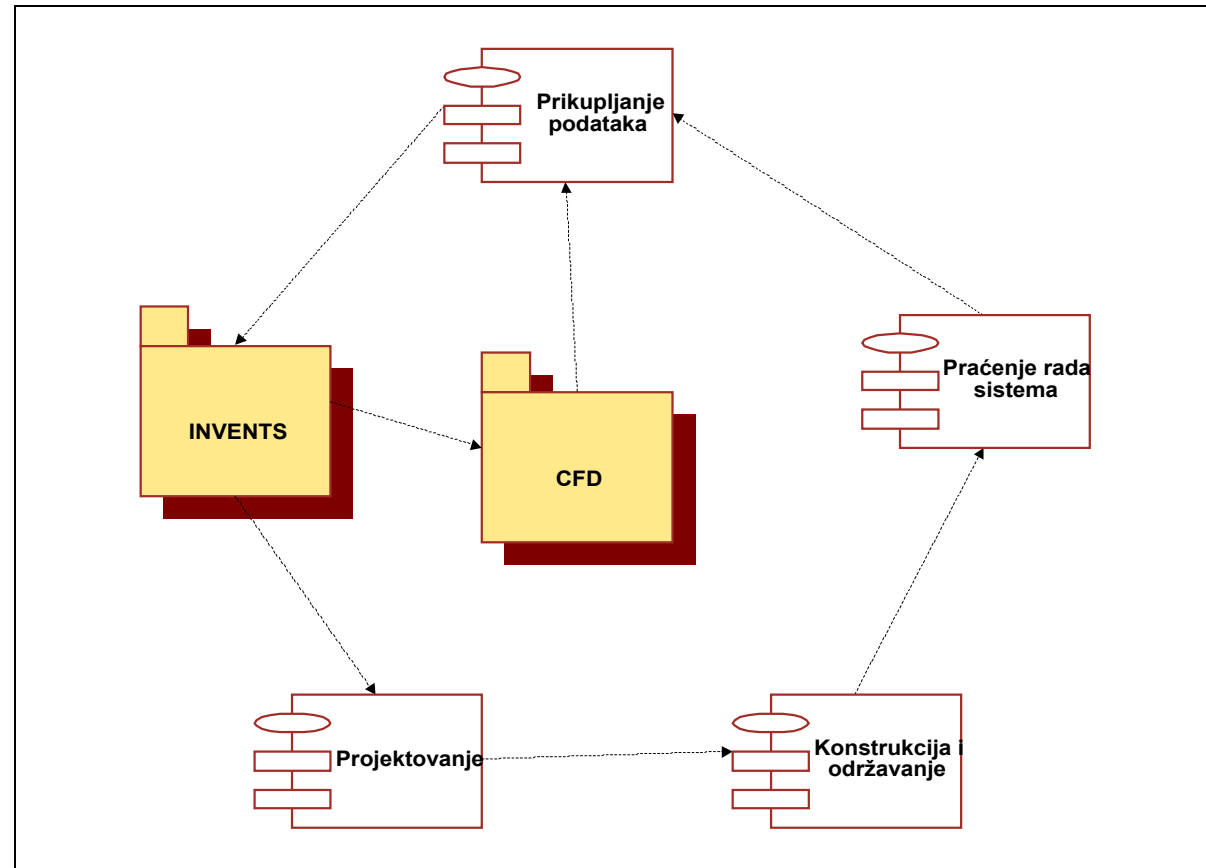 Prikupljanje
podataka
Praćenje rada
sistema
INVENTS
CFD
Projektovanje
Konstrukcija i
održavanje